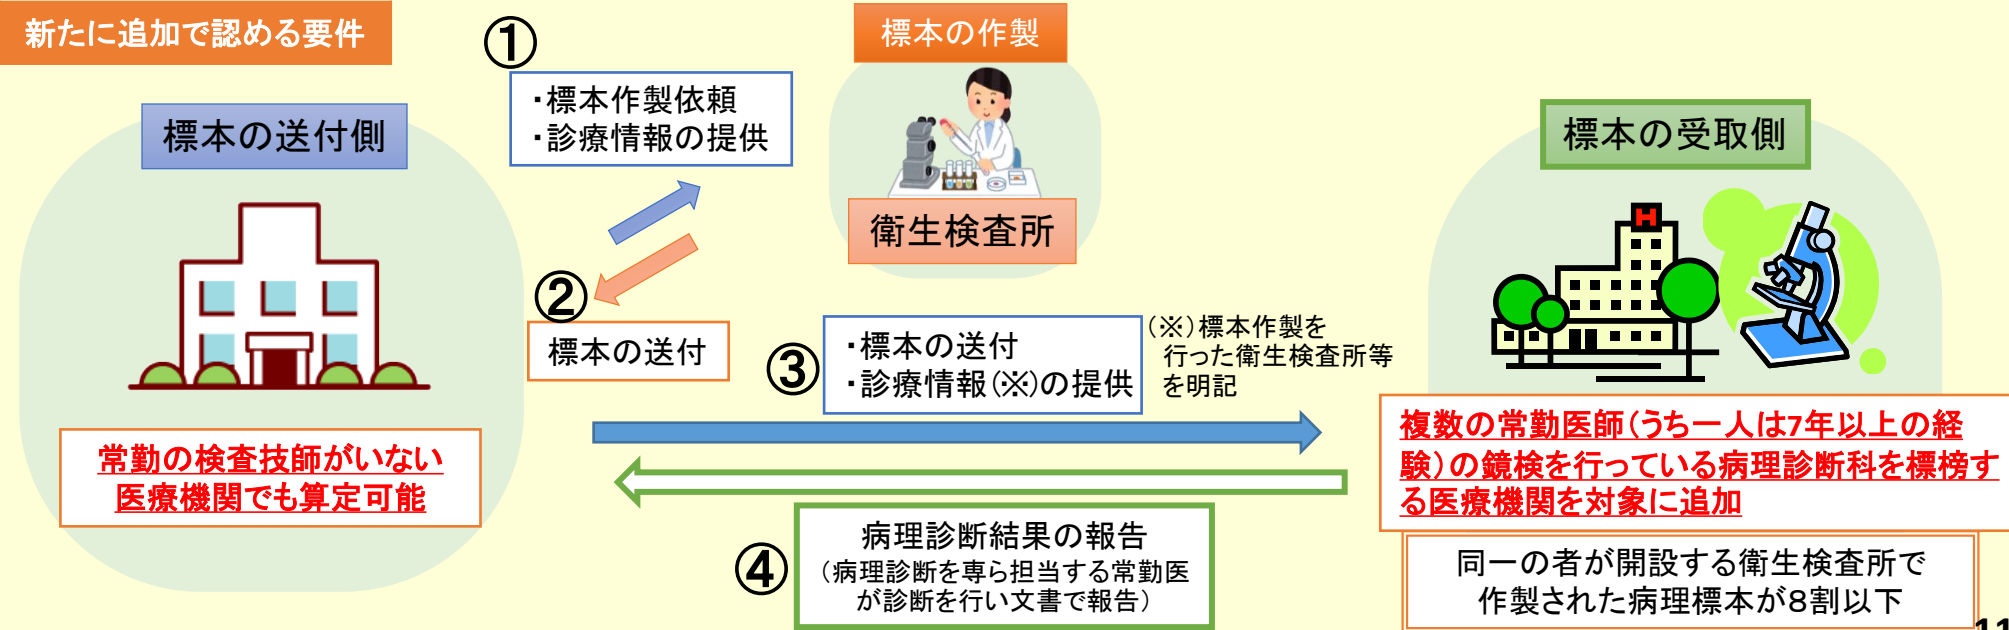 新たに追加で認める要件
①
・標本作製依頼
・診療情報の提供
標本の作製
衛生検査所
標本の送付側
標本の受取側
H
②
標本の送付
③
・標本の送付
・診療情報(※)の提供
(※)標本作製を
行った衛生検査所等
を明記
常勤の検査技師がいない
医療機関でも算定可能
複数の常勤医師(うち一人は7年以上の経
験)の鏡検を行っている病理診断科を標榜す
る医療機関を対象に追加
④
病理診断結果の報告
(病理診断を専ら担当する常勤医
が診断を行い文書で報告)
同一の者が開設する衛生検査所で
作製された病理標本が8割以下
11